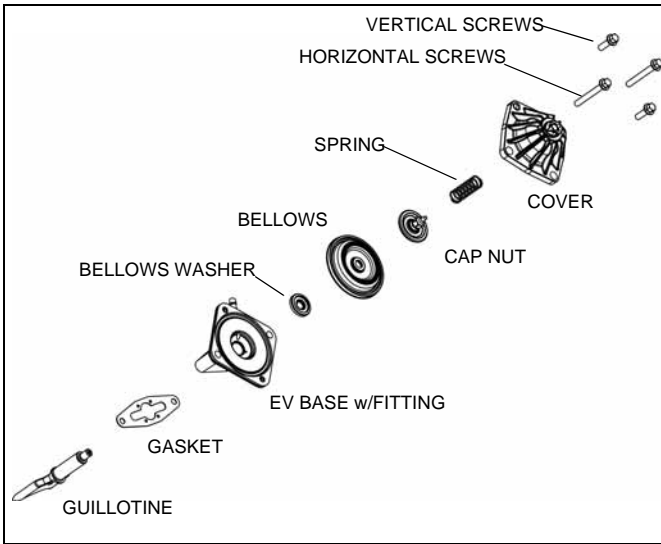 VERTICAL SCREWS
HORIZONTAL SCREWS
SPRING
COVER
BELLOWS
CAP NUT
BELLOWS WASHER
EV BASE w/FITTING
GASKET
GUILLOTINE